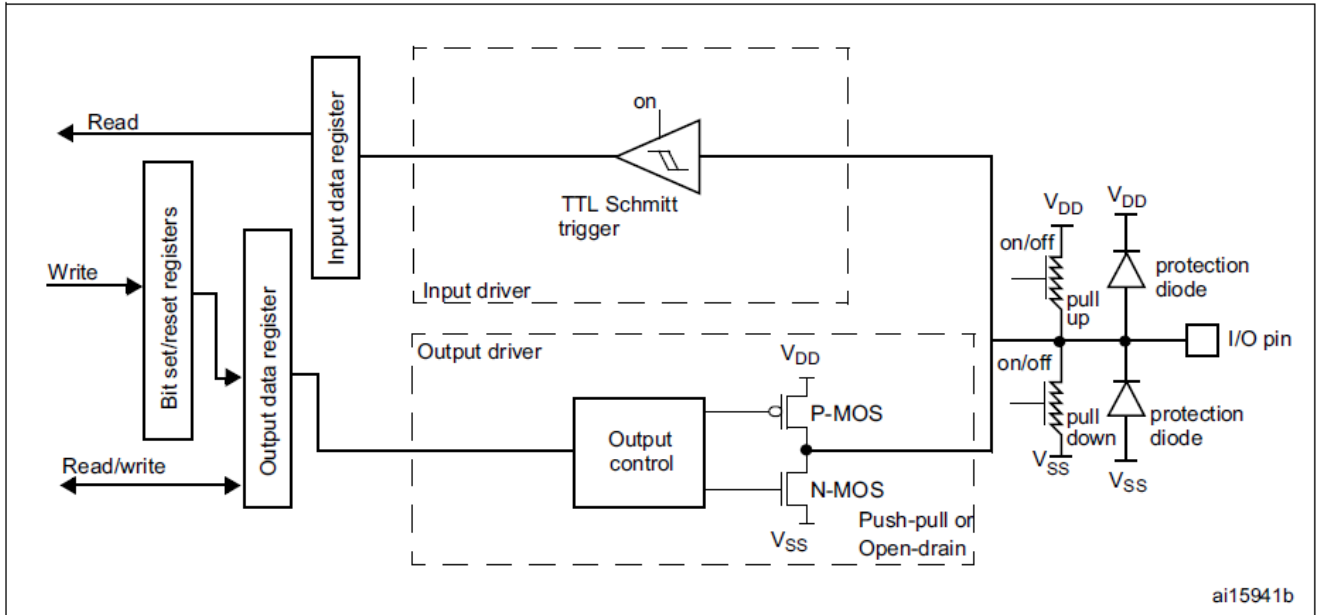 Read
Write
Read/write
Bit set/reset registers
Output data register
Input data register
on
TTL Schmitt
trigger
Input driver
Output driver
Output
control
VDD
P-MOS
N-MOS
VSS
Push-pull or
Open-drain
VDD
on/off
pull
up
on/off
pull
down
VSS
VDD
protection
diode
I/O pin
protection
diode
VSS
ai15941b